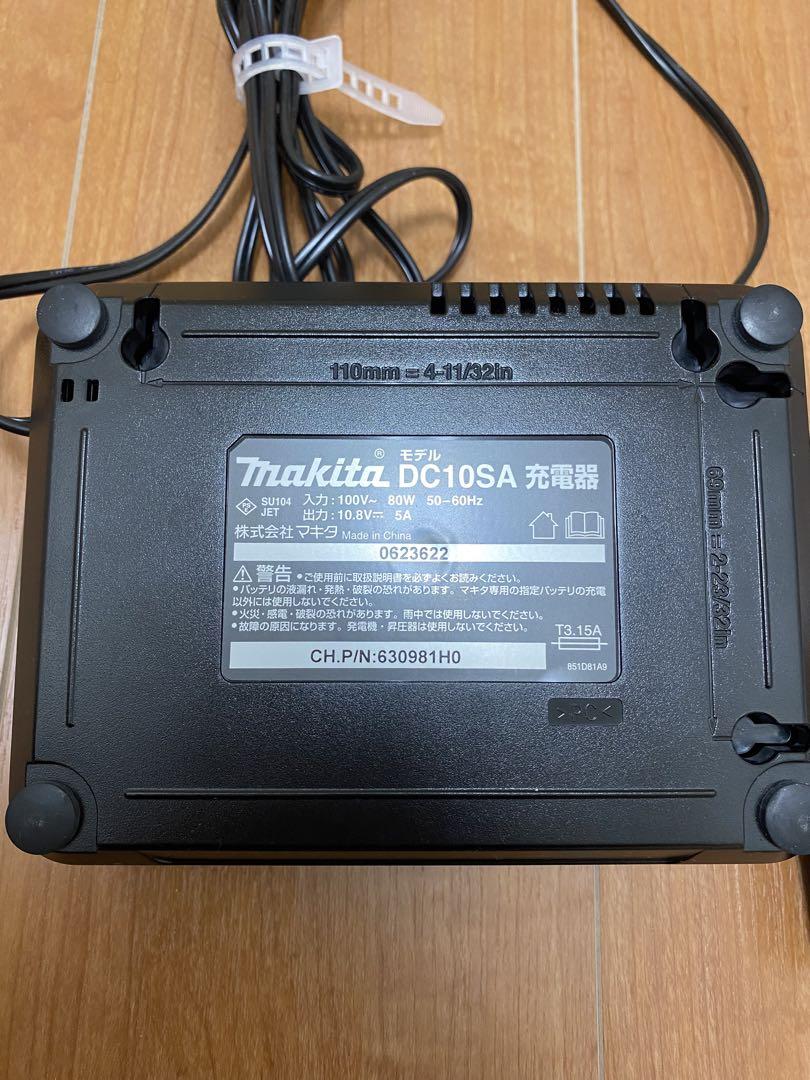 110mm = 4-11/32in
69mm = 2-23/32in
makita® モデル DC10SA 充電器
PS E SU104 JET
入力:100V~ 80W 50-60Hz
出力:10.8V⎓ 5A
株式会社マキタ Made in China
0623622
⚠警告 ●ご使用前に取扱説明書を必ずよくお読みください。
●バッテリの液漏れ・発熱・破裂の恐れがあります。マキタ専用の指定バッテリの充電
以外には使用しないでください。
●火災・感電・破裂の恐れがあります。雨中では使用しないでください。
●故障の原因になります。発電機・昇圧器は使用しないでください。
T3.15A
CH.P/N:630981H0
851D81A9
>PC<